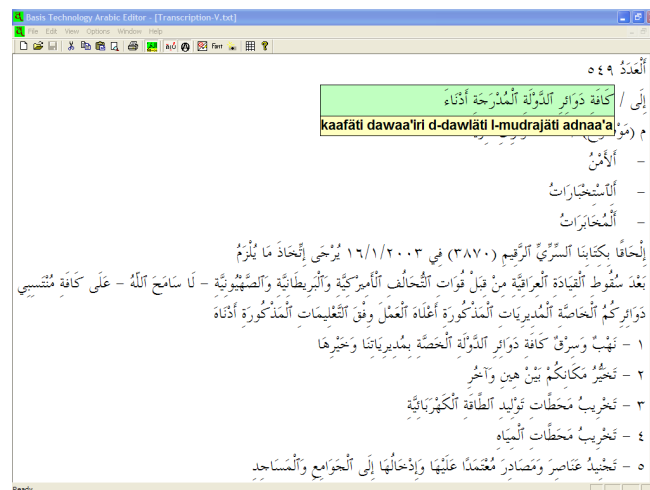 Basis Technology Arabic Editor - [Transcription-V.txt]
File Edit View Options Window Help
Font
أَلْعَدَدُ ٥٤٩
إِلَى / كَافَةِ دَوَائِرِ ٱلدَّوْلَةِ ٱلْمُدْرَجَةِ أَدْنَاءَ
kaafäti dawaa'iri d-dawläti l-mudrajäti adnaa'a
– أَلأَمْنُ
– أَلٱسْتِخْبَارَاتُ
– أَلْمُخَابَرَاتُ
إِلْحَاقًا بِكِتَابِنَا ٱلسِّرِّيِّ ٱلرَّقِيمِ (٣٨٧٠) فِي ١٦/١/٢٠٠٣ يُرْجَى إِتِّخَاذَ مَا يُلْزَمُ
بَعْدَ سُقُوطِ ٱلْقِيَادَةِ ٱلْعِرَاقِيَّةِ مِنْ قِبَلْ قُوَاتِ ٱلتُّحَالُفِ ٱلْأَمِيرْكِيَّةِ وَٱلْبَرِيطَانِيَّةِ وَٱلصَّهْيُونِيَّةِ – لَا سَامَحَ ٱللَّهُ – عَلَى كَافَةِ مُنْتَسِبِي
دَوَائِرِكُمُ ٱلْخَاصَّةِ ٱلْمُدِيرِيَاتِ ٱلْمَذْكُورَةِ أَعْلَاهَ ٱلْعَمَلَ وِفْقَ ٱلتَّعْلِيمَاتِ ٱلْمَذْكُورَةِ أَدْنَاهَ
١ – نَهْبٌ وَسِرْقٌ كَافَةِ دَوَائِرِ ٱلدَّوْلَةِ ٱلْخَصَّةِ بِمُدِيرِيَاتِنَا وَخَيْرِهَا
٢ – تَخَيُّرُ مَكَانِكُمْ بَيْنْ هِينِ وَآخُرِ
٣ – تَخْرِيبُ مَحَطَّاتِ تَوْلِيدِ ٱلطَّاقَةِ ٱلْكَهْرَبَائِيَّةِ
٤ – تَخْرِيبُ مَحَطَّاتِ ٱلْمِيَاهِ
٥ – تَجْنِيدُ عَنَاصِرَ وَمَصَادِرَ مُعْتَمَدًا عَلَيْهَا وَإِدْخَالُهَا إِلَى ٱلْجَوَامِعِ وَٱلْمَسَاجِدِ
Ready